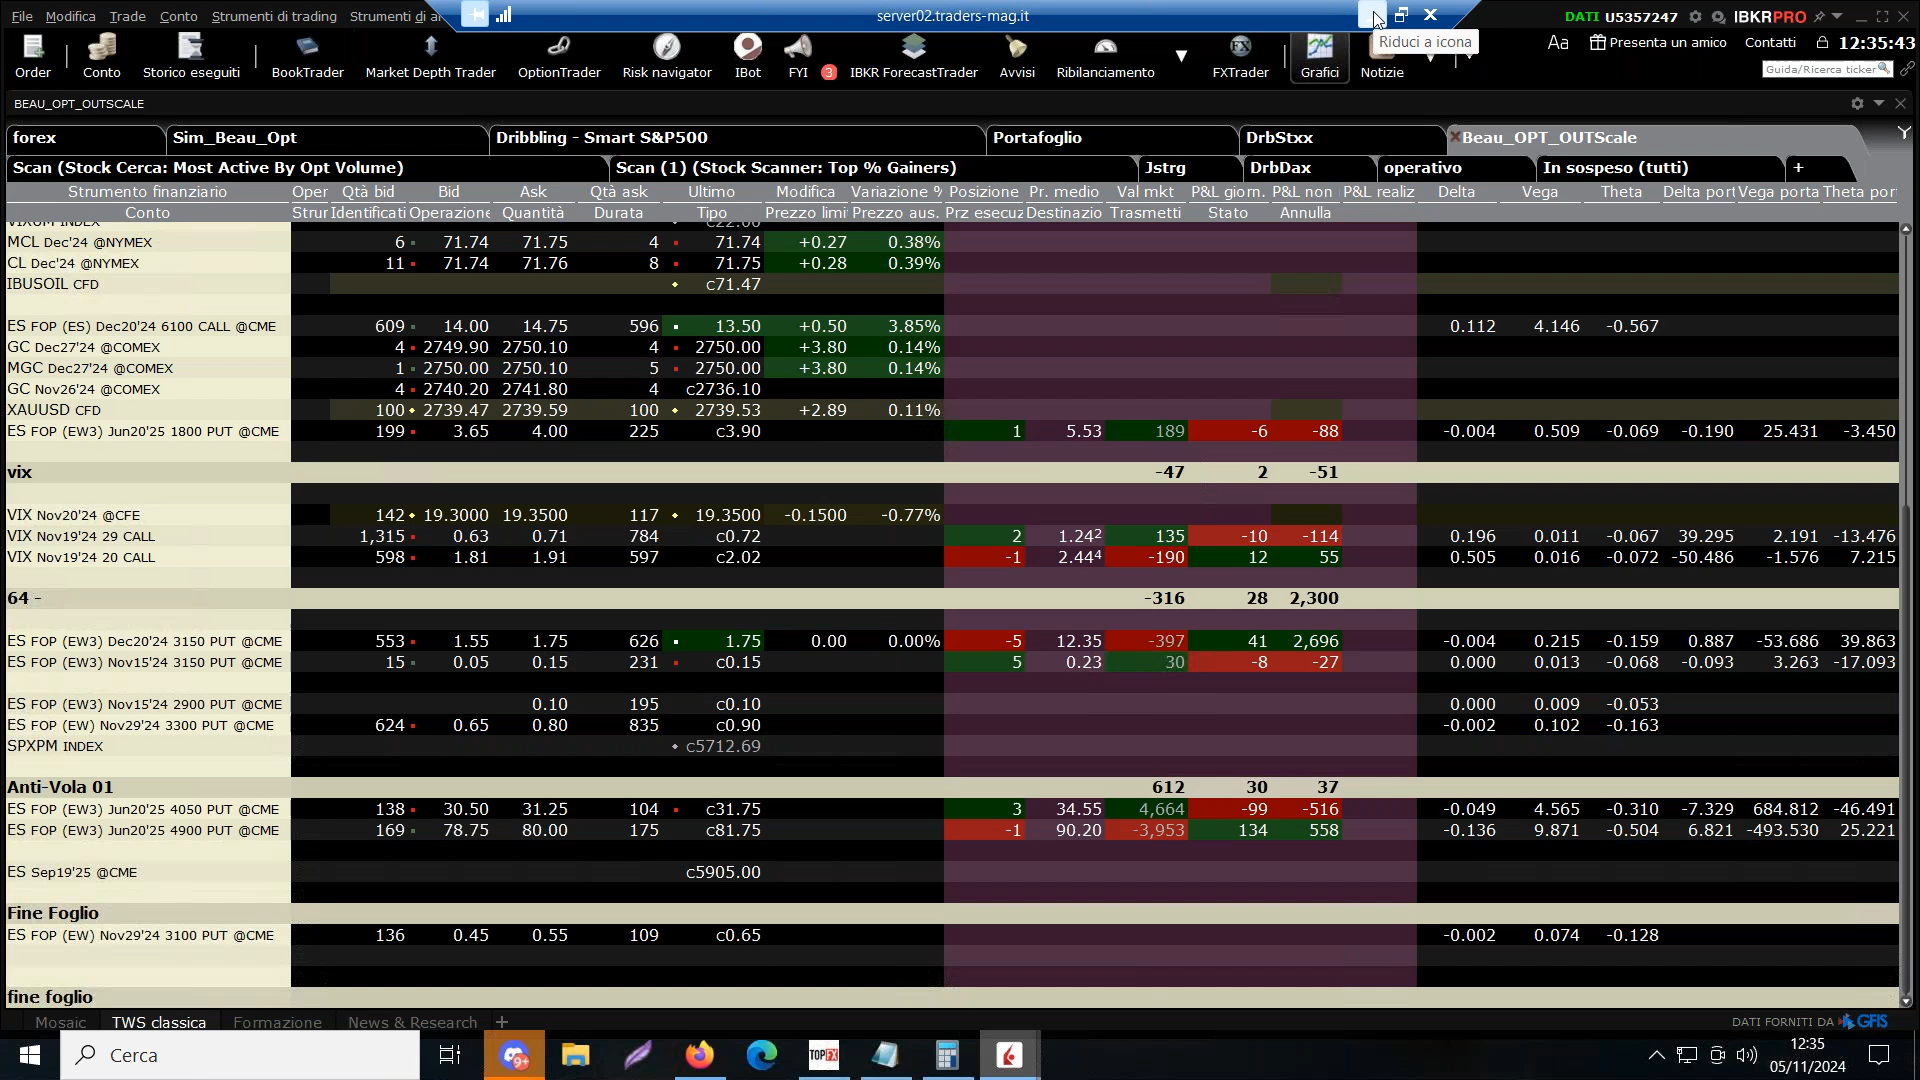 File Modifica Trade Conto Strumenti di trading Strumenti di an server02.traders-mag.it DATI U5357247 IBKRPRO
Riduci a icona
Aa Presenta un amico Contatti 12:35:43
Order Conto Storico eseguiti BookTrader Market Depth Trader OptionTrader Risk navigator IBot FYI 3 IBKR ForecastTrader Avvisi Ribilanciamento FXTrader Grafici Notizie
Guida/Ricerca ticker
BEAU_OPT_OUTSCALE
forex Sim_Beau_Opt Dribbling - Smart S&P500 Portafoglio DrbStxx Beau_OPT_OUTScale
Scan (Stock Cerca: Most Active By Opt Volume) Scan (1) (Stock Scanner: Top % Gainers) Jstrg DrbDax operativo In sospeso (tutti) +
Strumento finanziario Oper Qtà bid Bid Ask Qtà ask Ultimo Modifica Variazione % Posizione Pr. medio Val mkt P&L giorn. P&L non P&L realiz Delta Vega Theta Delta port Vega porta Theta por
Conto Strur Identificati Operazione Quantità Durata Tipo Prezzo limi Prezzo aus. Prz esecuz Destinazio Trasmetti Stato Annulla
VIXUM INDEX c22.00
MCL Dec'24 @NYMEX 6 71.74 71.75 4 71.74 +0.27 0.38%
CL Dec'24 @NYMEX 11 71.74 71.76 8 71.75 +0.28 0.39%
IBUSOIL CFD c71.47
ES FOP (ES) Dec20'24 6100 CALL @CME 609 14.00 14.75 596 13.50 +0.50 3.85% 0.112 4.146 -0.567
GC Dec27'24 @COMEX 4 2749.90 2750.10 4 2750.00 +3.80 0.14%
MGC Dec27'24 @COMEX 1 2750.00 2750.10 5 2750.00 +3.80 0.14%
GC Nov26'24 @COMEX 4 2740.20 2741.80 4 c2736.10
XAUUSD CFD 100 2739.47 2739.59 100 2739.53 +2.89 0.11%
ES FOP (EW3) Jun20'25 1800 PUT @CME 199 3.65 4.00 225 c3.90 1 5.53 189 -6 -88 -0.004 0.509 -0.069 -0.190 25.431 -3.450
vix -47 2 -51
VIX Nov20'24 @CFE 142 19.3000 19.3500 117 19.3500 -0.1500 -0.77%
VIX Nov19'24 29 CALL 1,315 0.63 0.71 784 c0.72 2 1.24² 135 -10 -114 0.196 0.011 -0.067 39.295 2.191 -13.476
VIX Nov19'24 20 CALL 598 1.81 1.91 597 c2.02 -1 2.44⁴ -190 12 55 0.505 0.016 -0.072 -50.486 -1.576 7.215
64 - -316 28 2,300
ES FOP (EW3) Dec20'24 3150 PUT @CME 553 1.55 1.75 626 1.75 0.00 0.00% -5 12.35 -397 41 2,696 -0.004 0.215 -0.159 0.887 -53.686 39.863
ES FOP (EW3) Nov15'24 3150 PUT @CME 15 0.05 0.15 231 c0.15 5 0.23 30 -8 -27 0.000 0.013 -0.068 -0.093 3.263 -17.093
ES FOP (EW3) Nov15'24 2900 PUT @CME 0.10 195 c0.10 0.000 0.009 -0.053
ES FOP (EW) Nov29'24 3300 PUT @CME 624 0.65 0.80 835 c0.90 -0.002 0.102 -0.163
SPXPM INDEX c5712.69
Anti-Vola 01 612 30 37
ES FOP (EW3) Jun20'25 4050 PUT @CME 138 30.50 31.25 104 c31.75 3 34.55 4,664 -99 -516 -0.049 4.565 -0.310 -7.329 684.812 -46.491
ES FOP (EW3) Jun20'25 4900 PUT @CME 169 78.75 80.00 175 c81.75 -1 90.20 -3,953 134 558 -0.136 9.871 -0.504 6.821 -493.530 25.221
ES Sep19'25 @CME c5905.00
Fine Foglio
ES FOP (EW) Nov29'24 3100 PUT @CME 136 0.45 0.55 109 c0.65 -0.002 0.074 -0.128
fine foglio
Mosaic TWS classica Formazione News & Research + DATI FORNITI DA GFIS
Cerca 9+ TOPFX 12:35
05/11/2024